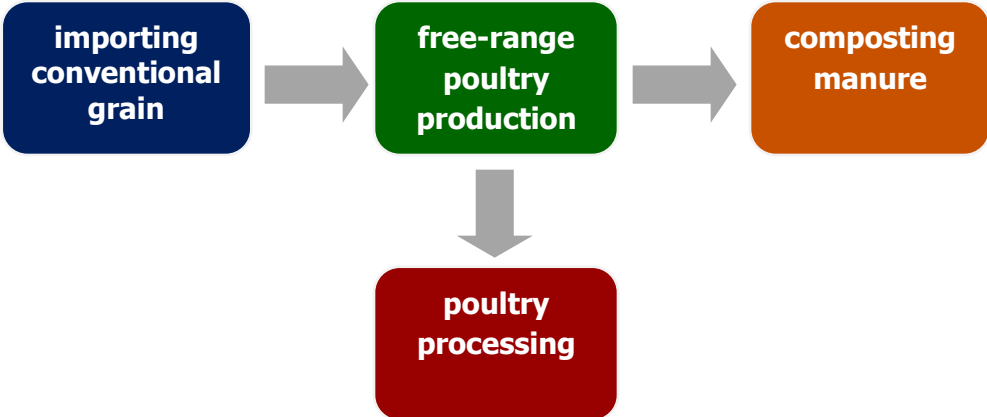 importing
conventional
grain
free-range
poultry
production
composting
manure
poultry
processing